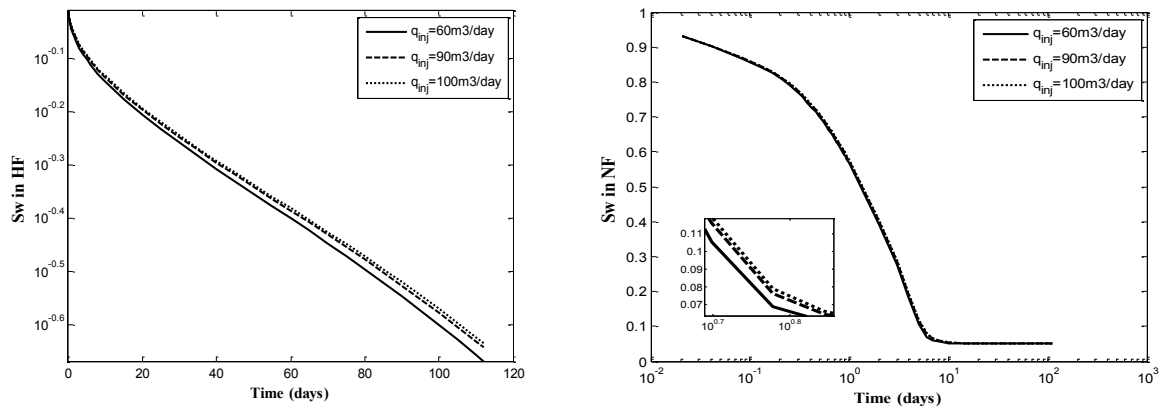 q_inj=60m3/day
q_inj=90m3/day
q_inj=100m3/day
10^-0.1
10^-0.2
10^-0.3
10^-0.4
10^-0.5
10^-0.6
Sw in HF
0 20 40 60 80 100 120
Time (days)
q_inj=60m3/day
q_inj=90m3/day
q_inj=100m3/day
1
0.9
0.8
0.7
0.6
0.5
0.4
0.3
0.2
0.1
0
Sw in NF
0.11
0.1
0.09
0.08
0.07
10^0.7 10^0.8
10^-2 10^-1 10^0 10^1 10^2 10^3
Time (days)